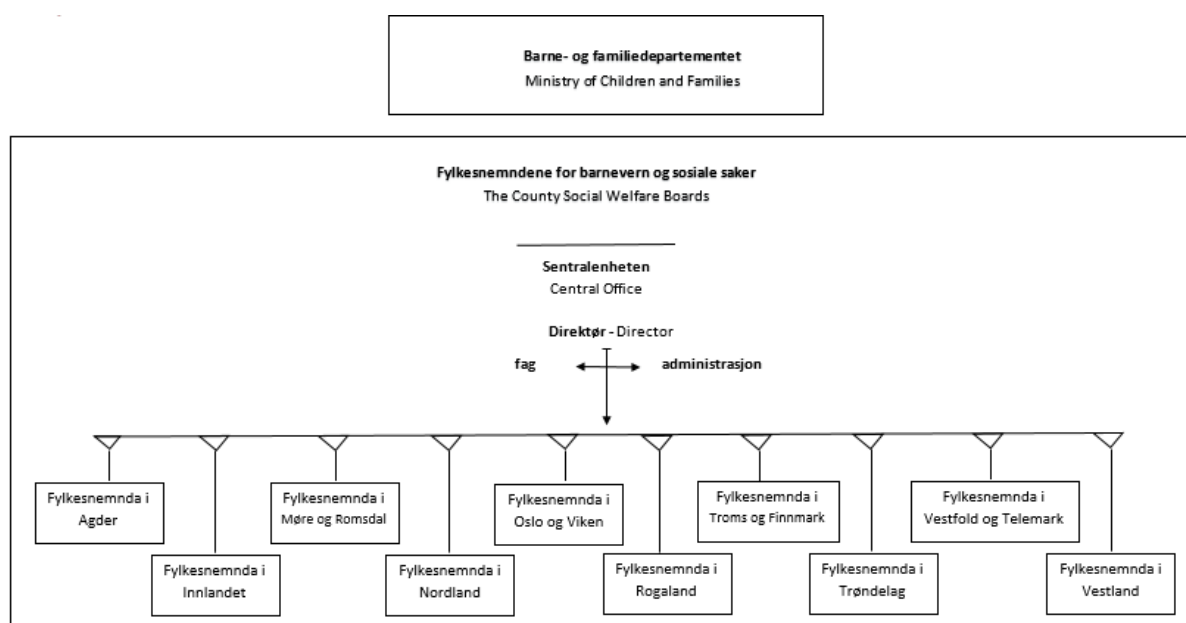 Barne- og familiedepartementet
Ministry of Children and Families
Fylkesnemndene for barnevern og sosiale saker
The County Social Welfare Boards
Sentralenheten
Central Office
Direktør - Director
fag
administrasjon
Fylkesnemnda i
Agder
Fylkesnemnda i
Innlandet
Fylkesnemnda i
Møre og Romsdal
Fylkesnemnda i
Nordland
Fylkesnemnda i
Oslo og Viken
Fylkesnemnda i
Rogaland
Fylkesnemnda i
Troms og Finnmark
Fylkesnemnda i
Trøndelag
Fylkesnemnda i
Vestfold og Telemark
Fylkesnemnda i
Vestland